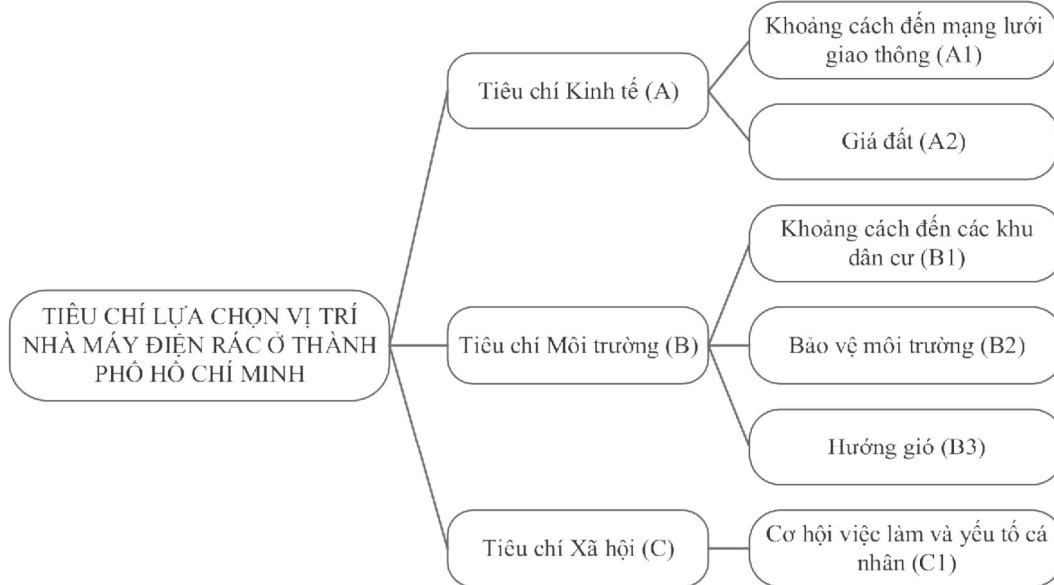 TIÊU CHÍ LỰA CHỌN VỊ TRÍ
NHÀ MÁY ĐIỆN RÁC Ở THÀNH
PHỐ HỒ CHÍ MINH
Tiêu chí Kinh tế (A)
Khoảng cách đến mạng lưới
giao thông (A1)
Giá đất (A2)
Tiêu chí Môi trường (B)
Khoảng cách đến các khu
dân cư (B1)
Bảo vệ môi trường (B2)
Hướng gió (B3)
Tiêu chí Xã hội (C)
Cơ hội việc làm và yếu tố cá
nhân (C1)